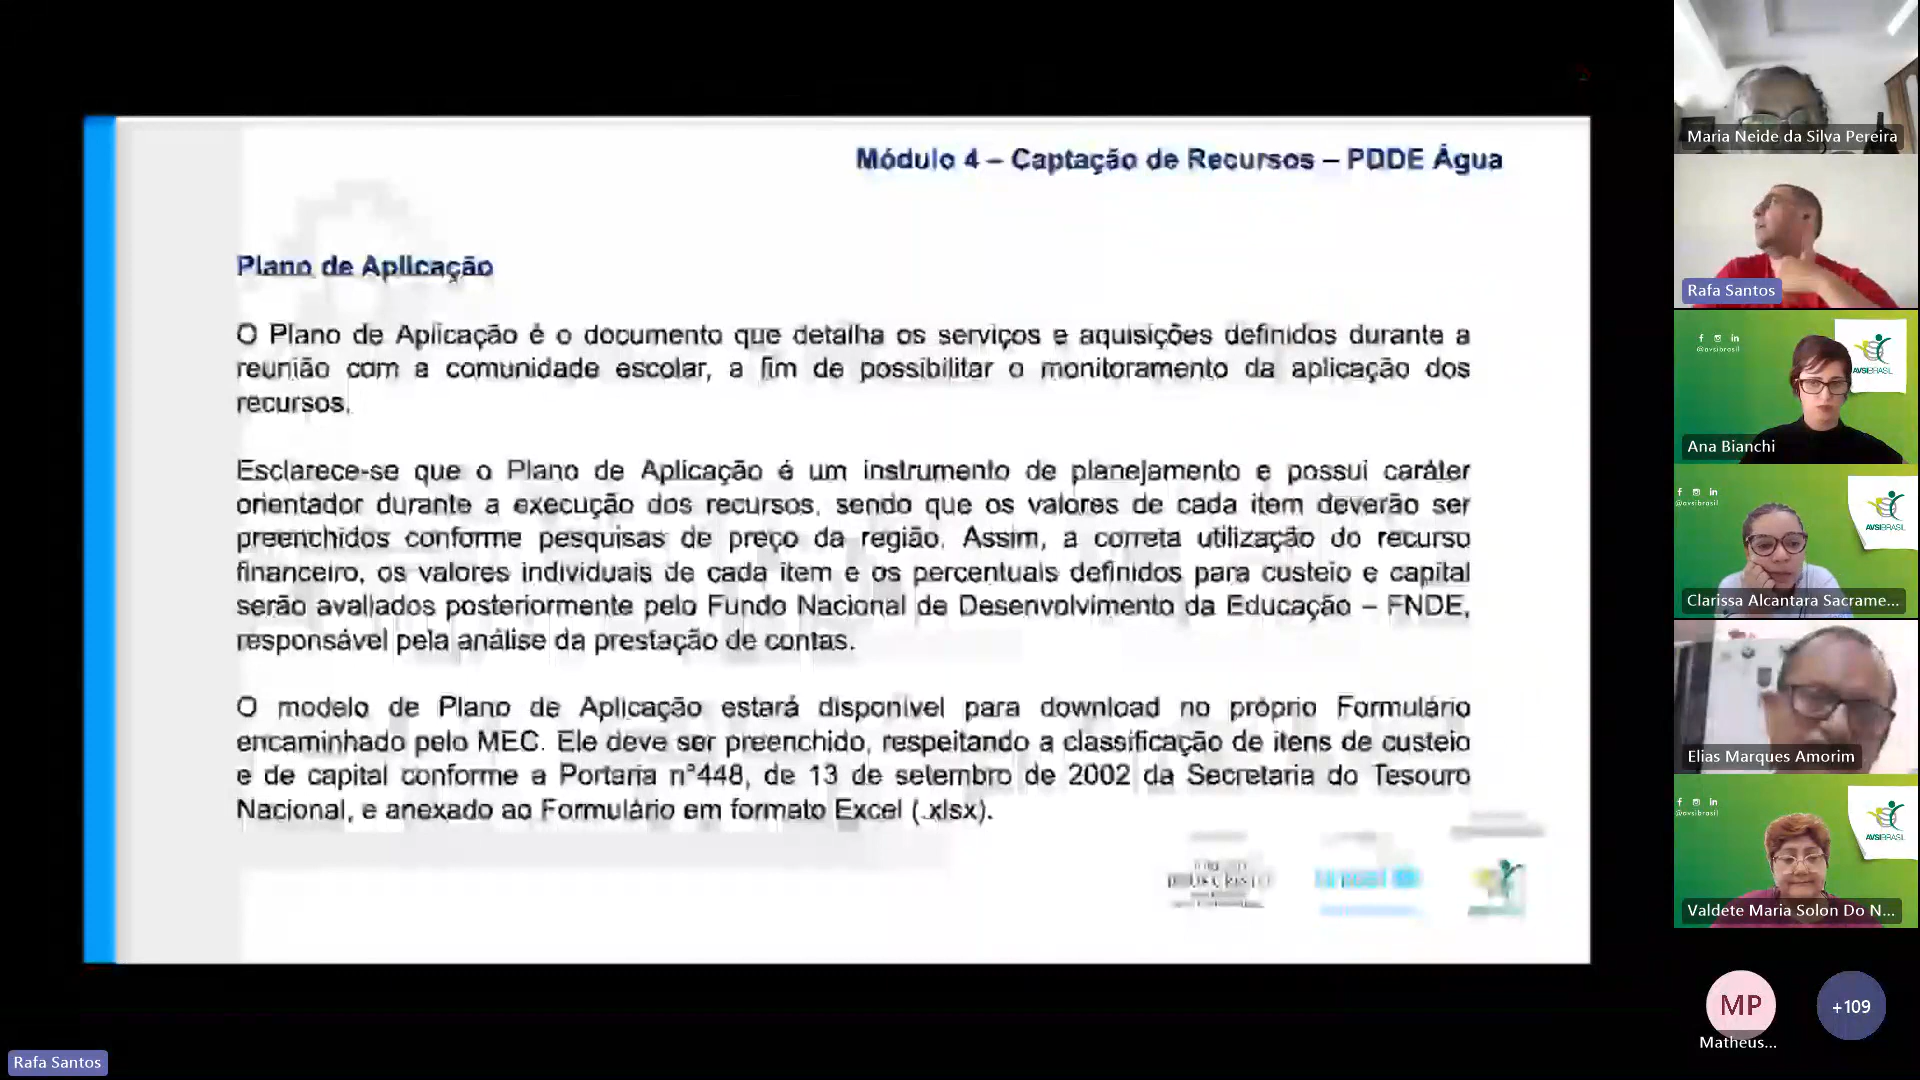 Módulo 4 – Captação de Recursos – PDDE Água
Plano de Aplicação
O Plano de Aplicação é o documento que detalha os serviços e aquisições definidos durante a
reunião com a comunidade escolar, a fim de possibilitar o monitoramento da aplicação dos
recursos.
Esclarece-se que o Plano de Aplicação é um instrumento de planejamento e possui caráter
orientador durante a execução dos recursos, sendo que os valores de cada item deverão ser
preenchidos conforme pesquisas de preço da região. Assim, a correta utilização do recurso
financeiro, os valores individuais de cada item e os percentuais definidos para custeio e capital
serão avaliados posteriormente pelo Fundo Nacional de Desenvolvimento da Educação – FNDE,
responsável pela análise da prestação de contas.
O modelo de Plano de Aplicação estará disponível para download no próprio Formulário
encaminhado pelo MEC. Ele deve ser preenchido, respeitando a classificação de itens de custeio
e de capital conforme a Portaria n°448, de 13 de setembro de 2002 da Secretaria do Tesouro
Nacional, e anexado ao Formulário em formato Excel (.xlsx).
unicef
Maria Neide da Silva Pereira
Rafa Santos
@avsibrasil
AVSIBRASIL
Ana Bianchi
@avsibrasil
AVSIBRASIL
Clarissa Alcantara Sacrame...
Elias Marques Amorim
@avsibrasil
AVSIBRASIL
Valdete Maria Solon Do N...
MP
Matheus...
+109
Rafa Santos